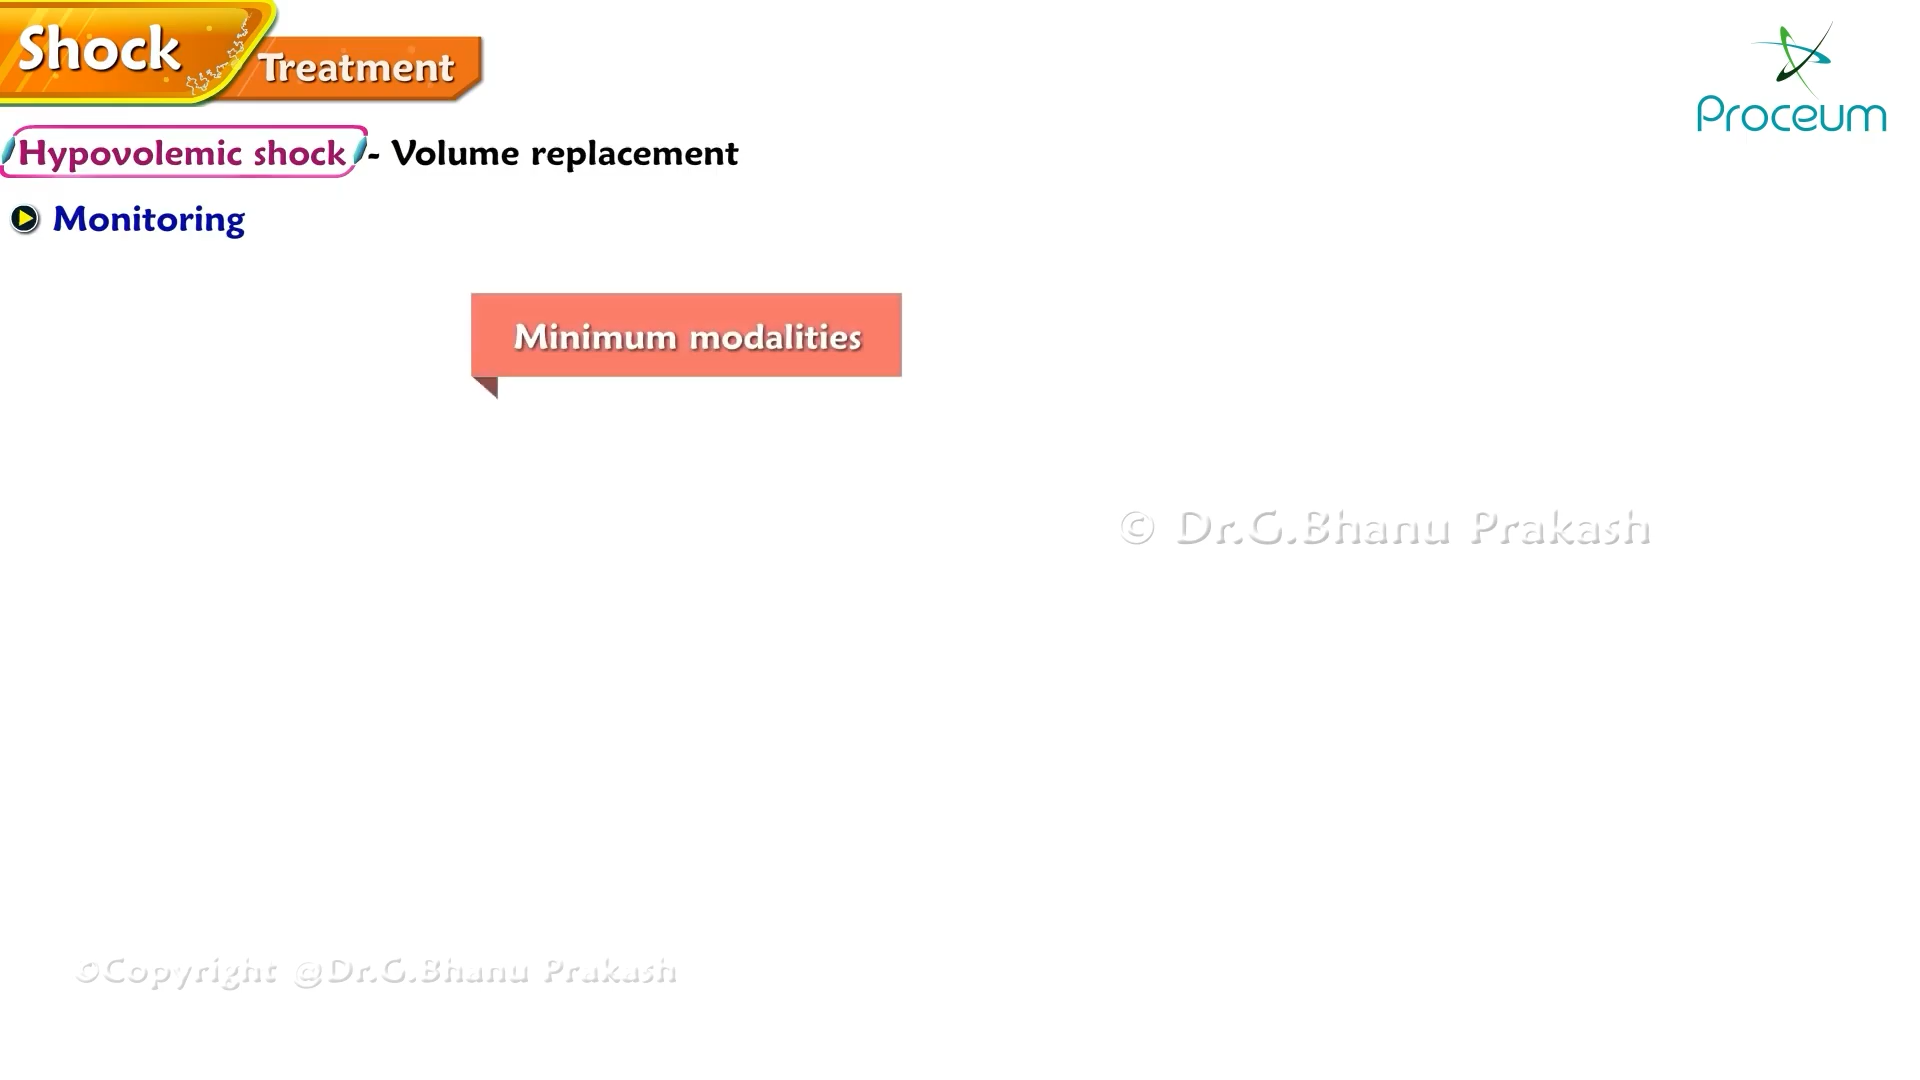 Shock
Treatment
Proceum
Hypovolemic shock - Volume replacement
Monitoring
Minimum modalities
© Dr.G.Bhanu Prakash
©Copyright @Dr.G.Bhanu Prakash